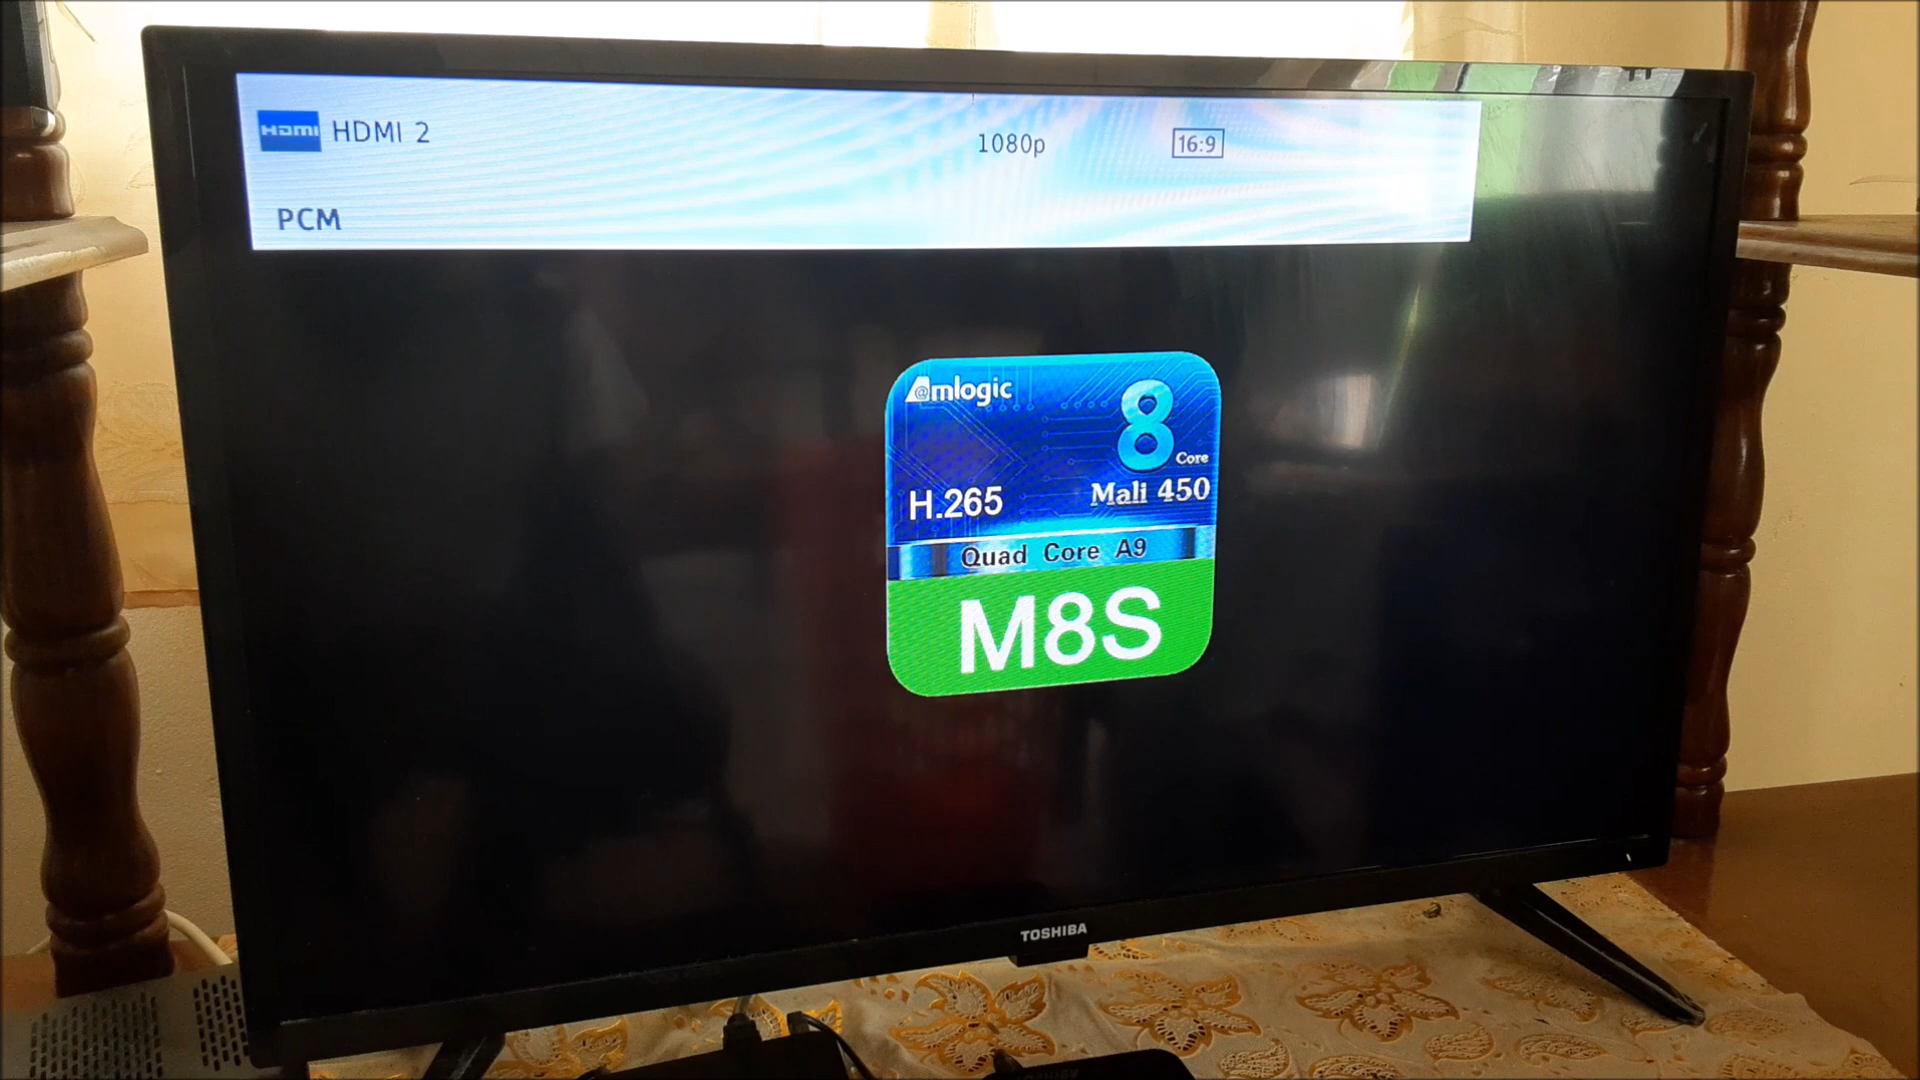 HDMI HDMI 2
1080p
16:9
PCM
Amlogic
8
Core
H.265
Mali 450
Quad Core A9
M8S
TOSHIBA